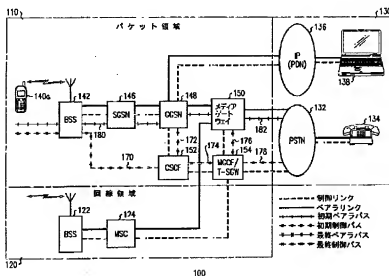 110
130
パケット領域
136
IP
(PDN)
138
140a
142
BSS
146
SGSN
148
GGSN
150
メディア
ゲート
ウェイ
132
PSTN
134
180
182
170
172
152
CSCF
174
176
154
MGCF/
T-SGW
178
回線領域
122
BSS
124
MSC
制御リンク
ベアラリンク
初期ベアラパス
初期制御パス
最終ベアラパス
最終制御パス
120
100